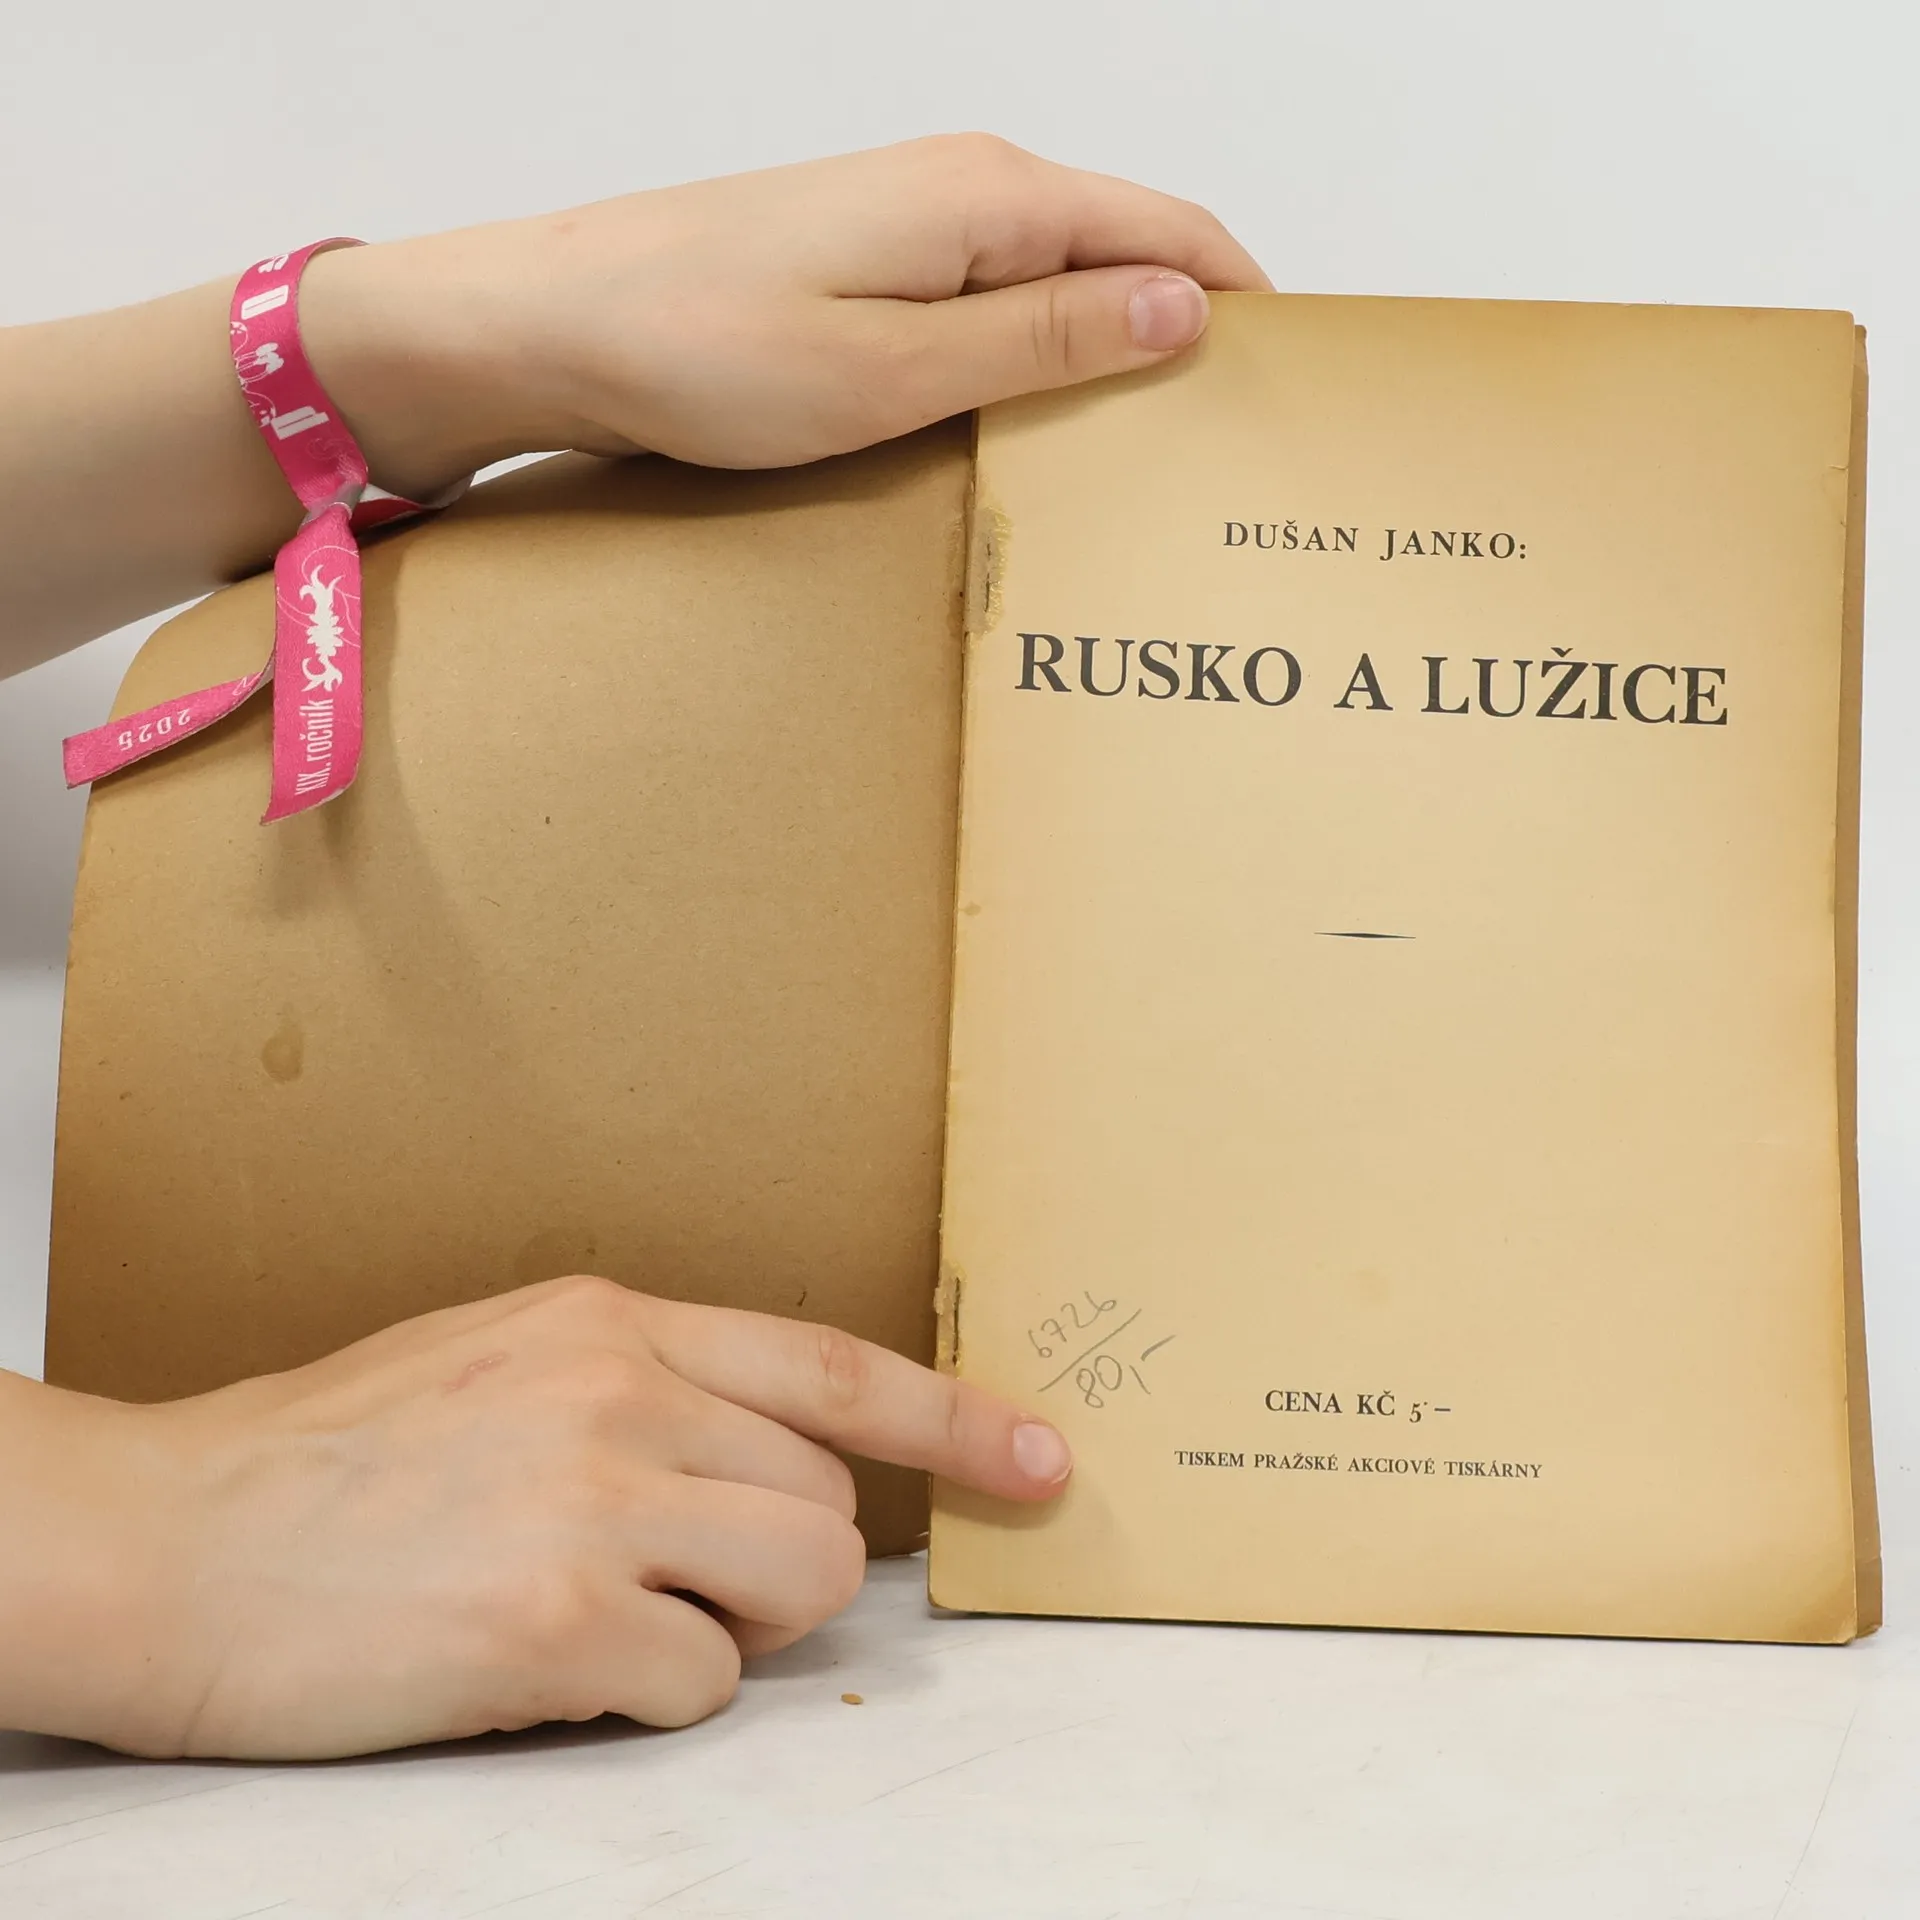 DUŠAN JANKO:
RUSKO A LUŽICE
6726
80,-
CENA KČ 5·–
TISKEM PRAŽSKÉ AKCIOVÉ TISKÁRNY
XIX. ročník
2025